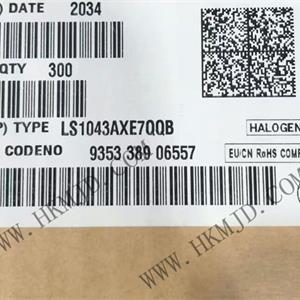 ) DATE 2034
QTY 300
P) TYPE LS1043AXE7QQB
HALOGEN
CODENO 9353 389 06557
EU/CN RoHS COMP
WWW.HKMJD.COM
WWW.HKMJD.COM